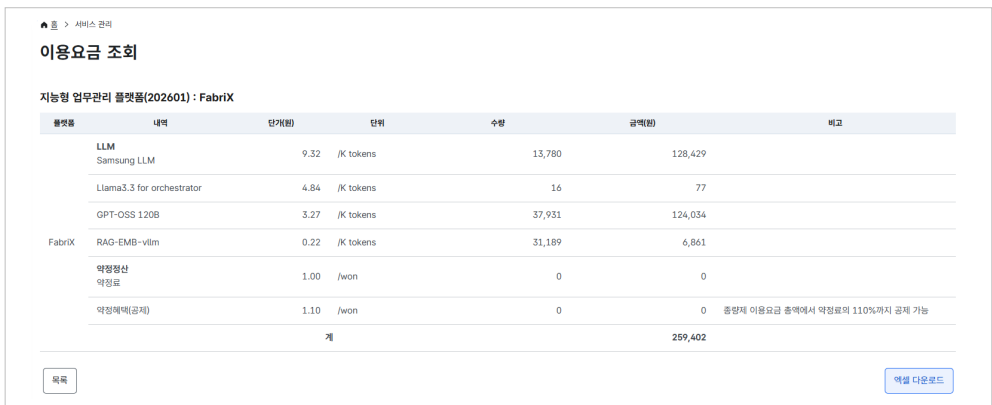 홈 > 서비스 관리
이용요금 조회
지능형 업무관리 플랫폼(202601) : FabriX
플랫폼 내역 단가(원) 단위 수량 금액(원) 비고
LLM
Samsung LLM 9.32 /K tokens 13,780 128,429
Llama3.3 for orchestrator 4.84 /K tokens 16 77
GPT-OSS 120B 3.27 /K tokens 37,931 124,034
FabriX RAG-EMB-vllm 0.22 /K tokens 31,189 6,861
약정정산
약정료 1.00 /won 0 0
약정혜택(공제) 1.10 /won 0 0 종량제 이용요금 총액에서 약정료의 110%까지 공제 가능
계 259,402
목록 엑셀 다운로드